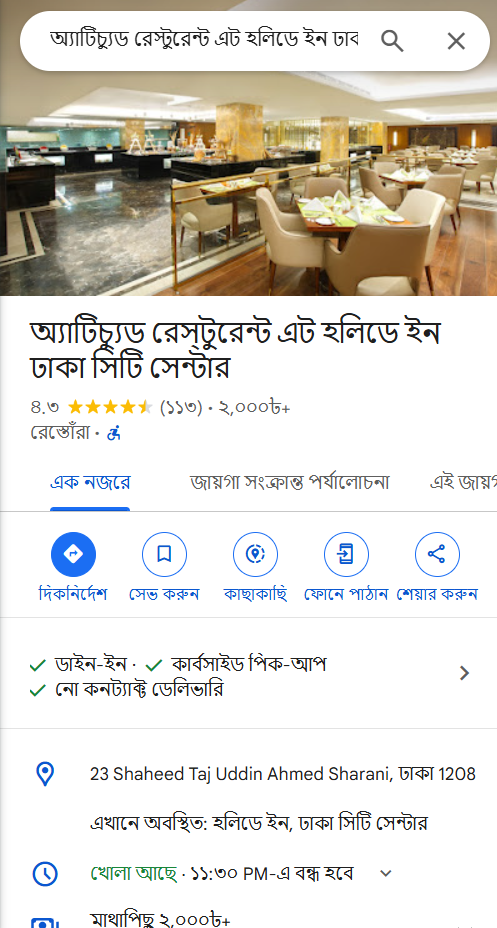 অ্যাটিচ্যুড রেস্টুরেন্ট এট হলিডে ইন ঢাক
অ্যাটিচ্যুড রেস্টুরেন্ট এট হলিডে ইন
ঢাকা সিটি সেন্টার
৪.৩ (১১৩) · ২,০০০৳+
রেস্তোঁরা ·
এক নজরে জায়গা সংক্রান্ত পর্যালোচনা এই জায়গ
দিকনির্দেশ সেভ করুন কাছাকাছি ফোনে পাঠান শেয়ার করুন
ডাইন-ইন · কার্বসাইড পিক-আপ
নো কনট্যাক্ট ডেলিভারি
23 Shaheed Taj Uddin Ahmed Sharani, ঢাকা 1208
এখানে অবস্থিত: হলিডে ইন, ঢাকা সিটি সেন্টার
খোলা আছে · ১১:৩০ PM-এ বন্ধ হবে
মাথাপিছু ২,০০০৳+